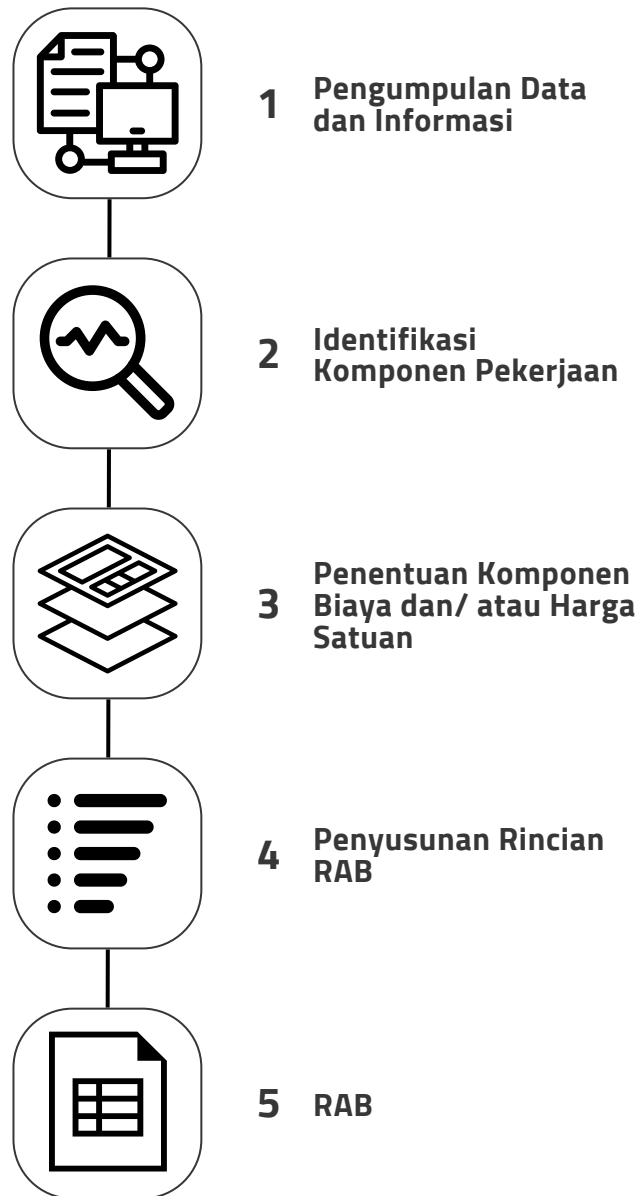 1 Pengumpulan Data
dan Informasi
2 Identifikasi
Komponen Pekerjaan
3 Penentuan Komponen
Biaya dan/ atau Harga
Satuan
4 Penyusunan Rincian
RAB
5 RAB